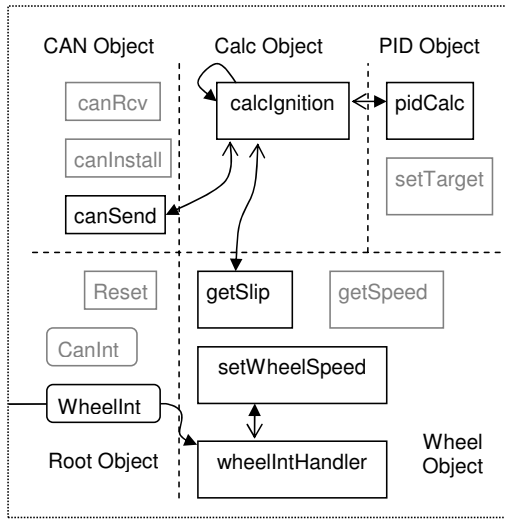 CAN Object
Calc Object
PID Object
canRcv
calcIgnition
pidCalc
canInstall
setTarget
canSend
Reset
getSlip
getSpeed
CanInt
setWheelSpeed
WheelInt
Root Object
wheelIntHandler
Wheel
Object